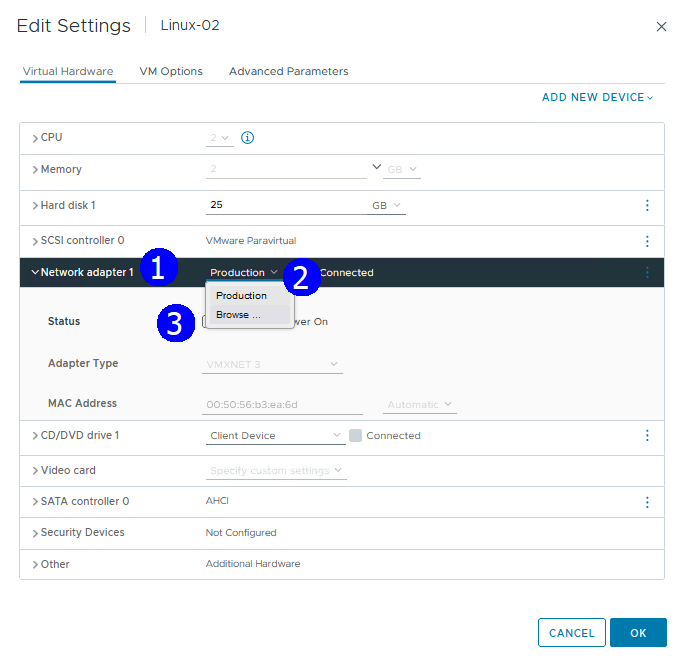 Edit Settings Linux-02
Virtual Hardware VM Options Advanced Parameters
ADD NEW DEVICE
CPU 2
Memory 2 GB
Hard disk 1 25 GB
SCSI controller 0 VMware Paravirtual
Network adapter 1 1 Production 2 Connected
Production
Status 3 wer On
Browse ...
Adapter Type VMXNET 3
MAC Address 00:50:56:b3:ea:6d Automatic
CD/DVD drive 1 Client Device Connected
Video card Specify custom settings
SATA controller 0 AHCI
Security Devices Not Configured
Other Additional Hardware
CANCEL OK